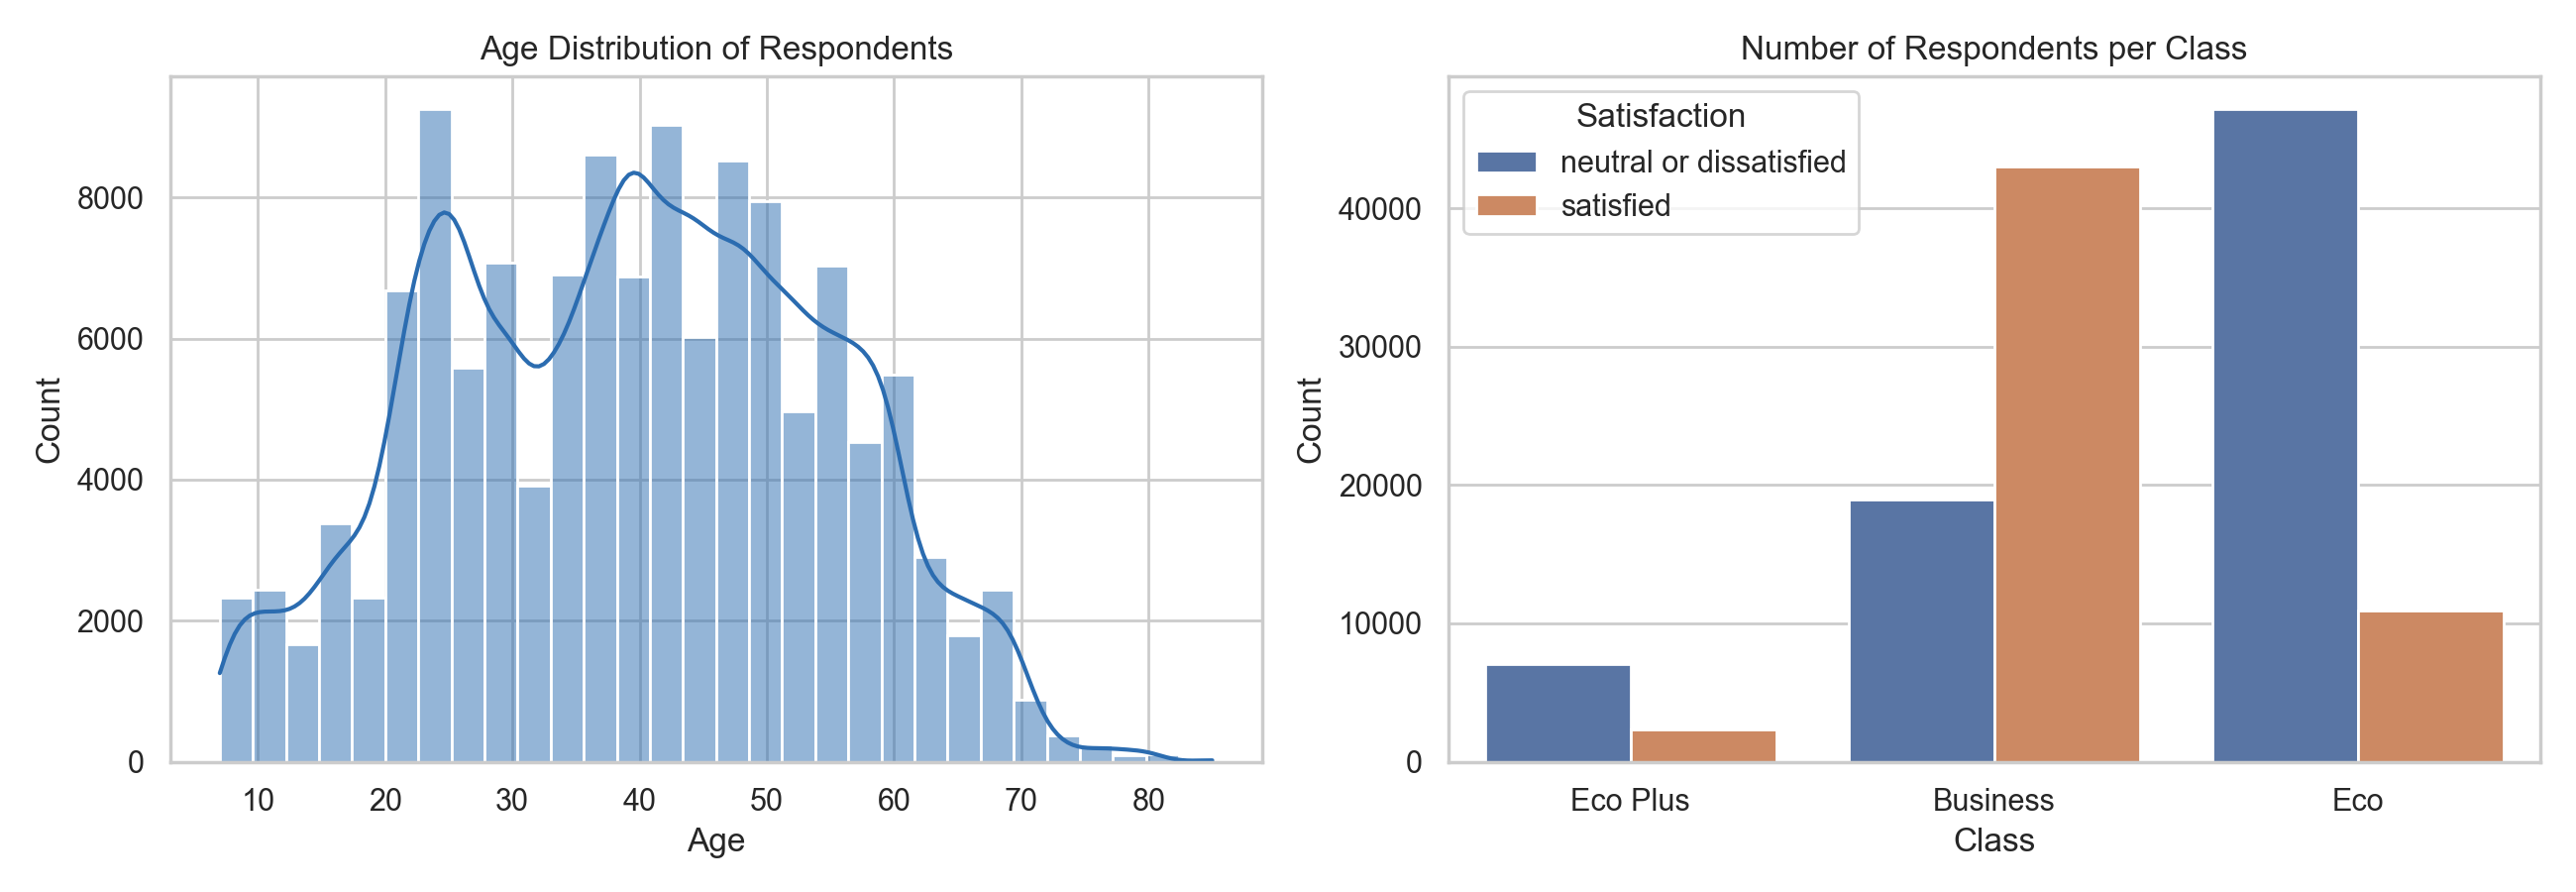 Age Distribution of Respondents
8000
6000
4000
2000
0
Count
10 20 30 40 50 60 70 80
Age
Number of Respondents per Class
Satisfaction
neutral or dissatisfied
satisfied
40000
30000
20000
10000
0
Count
Eco Plus Business Eco
Class